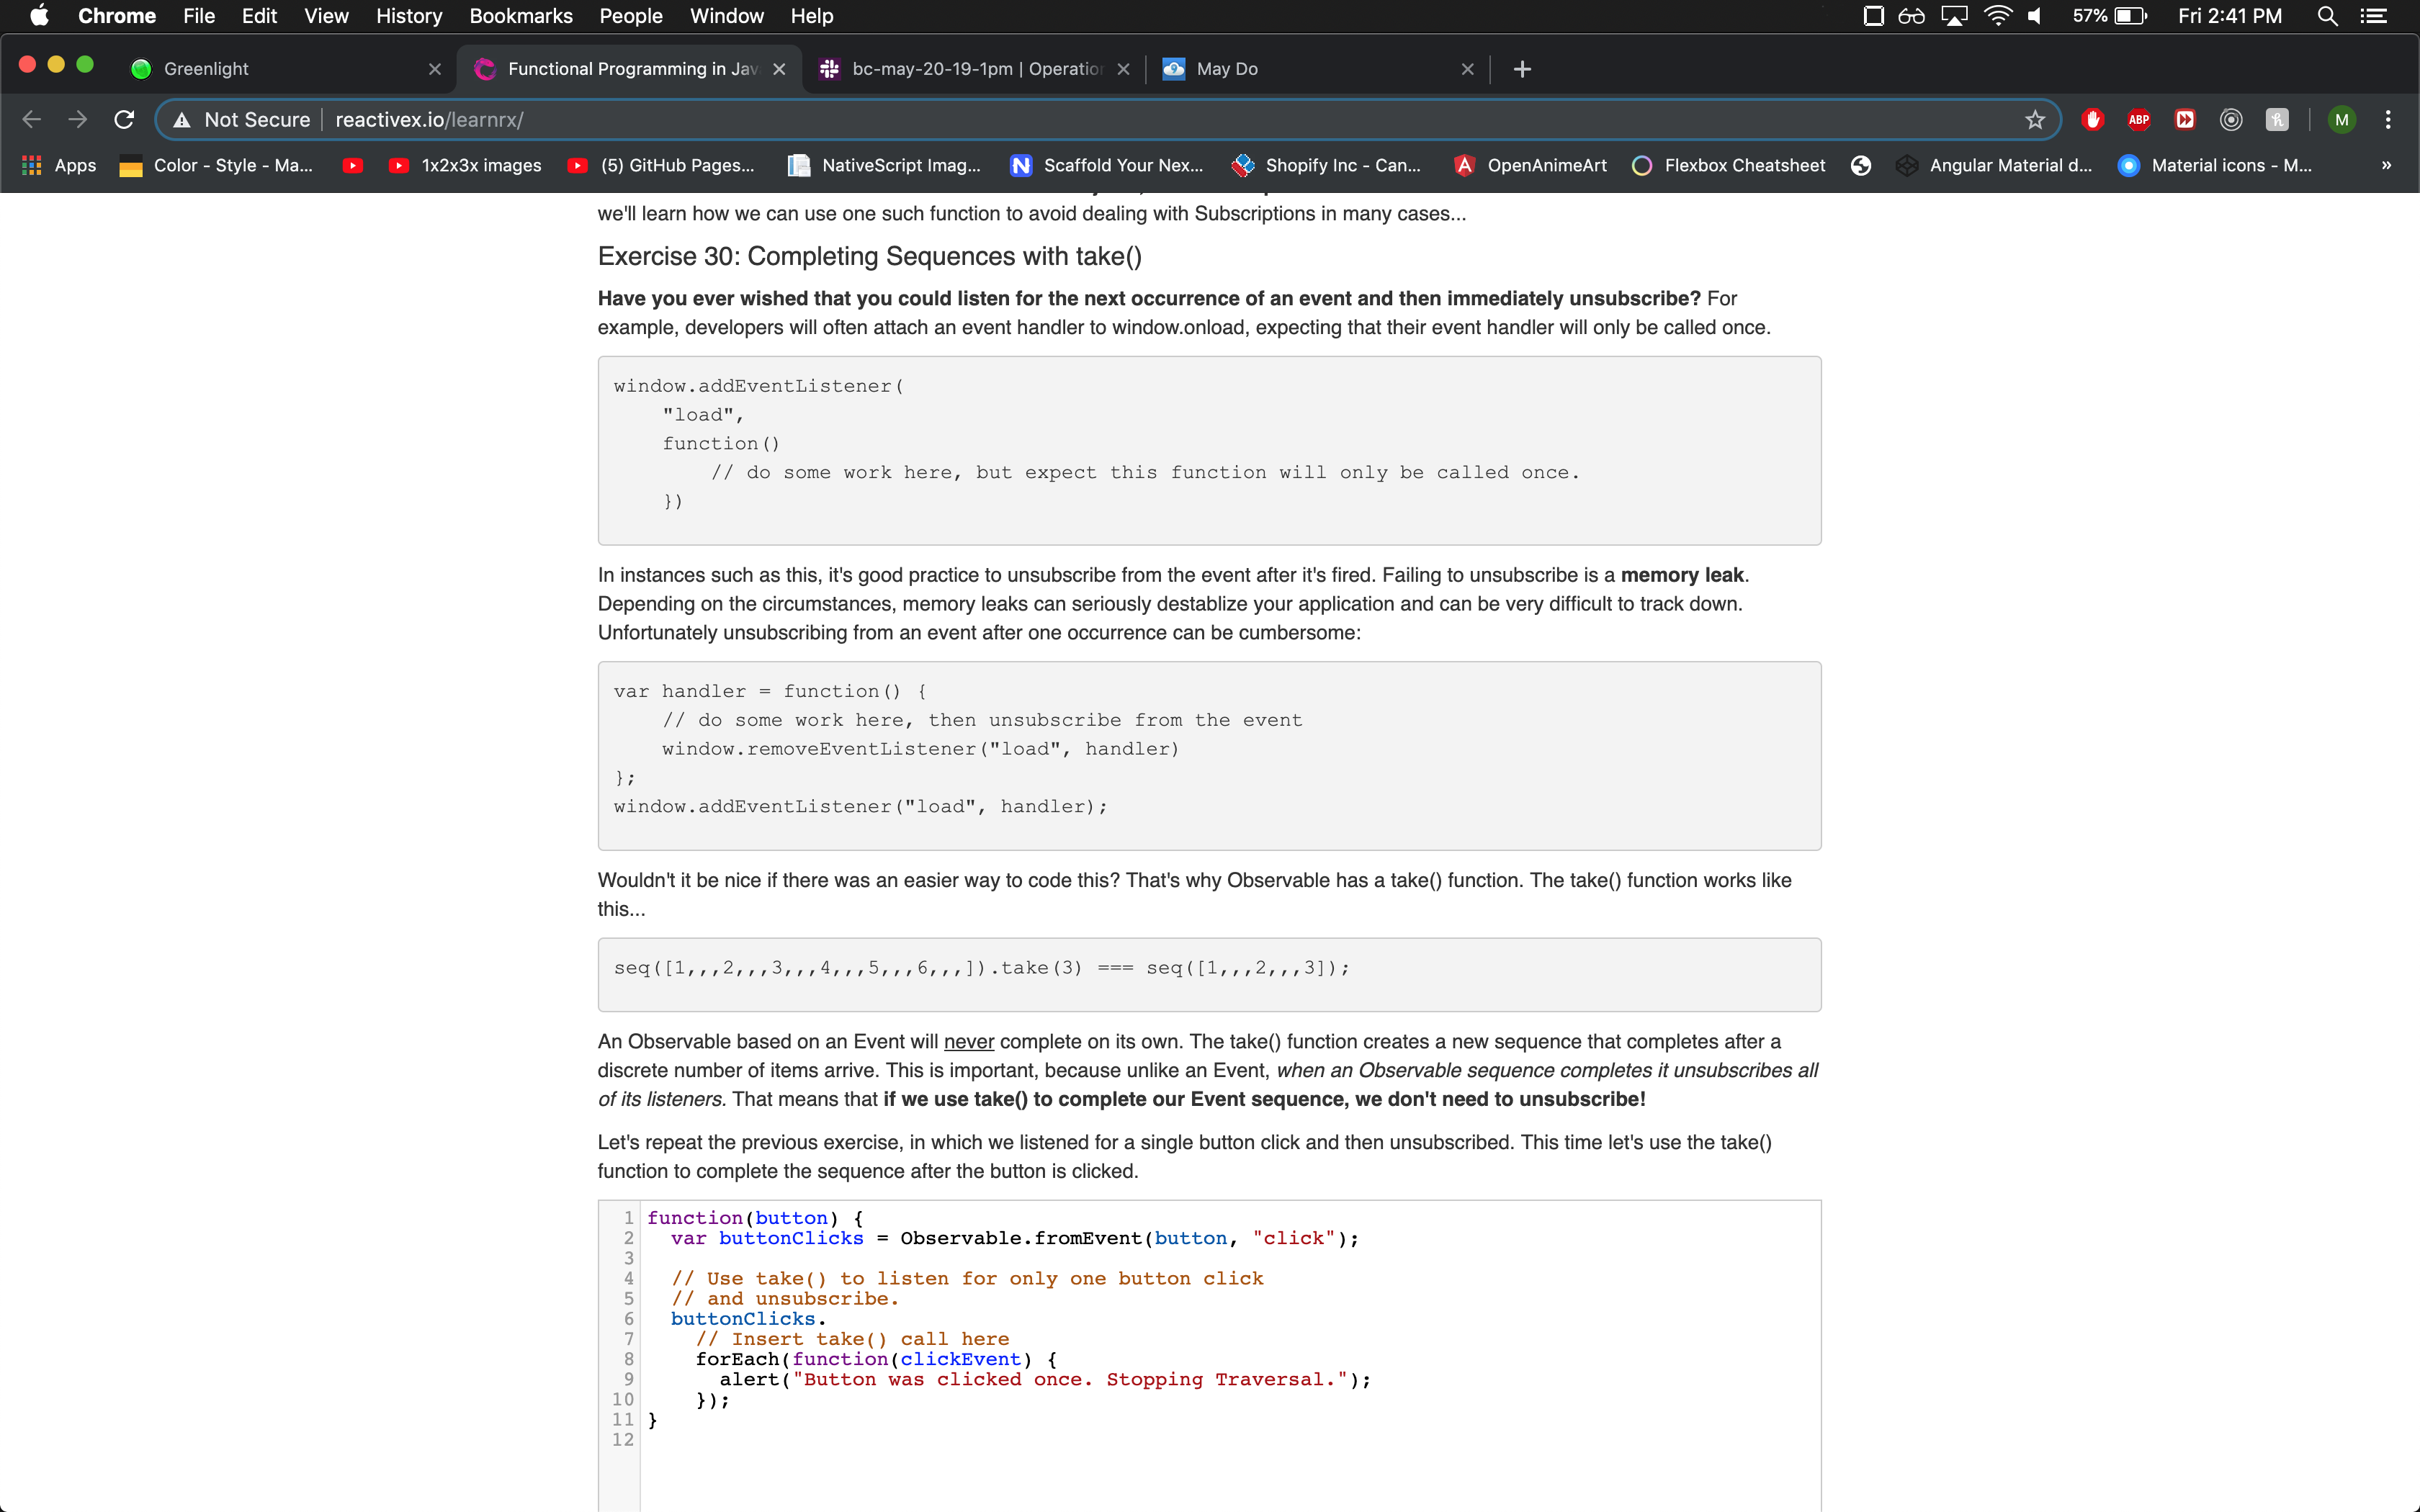 Chrome File Edit View History Bookmarks People Window Help 57% Fri 2:41 PM
Greenlight Functional Programming in Jav bc-may-20-19-1pm | Operation May Do
Not Secure reactivex.io/learnrx/ ABP M
Apps Color - Style - Ma... 1x2x3x images (5) GitHub Pages... NativeScript Imag... N Scaffold Your Nex... Shopify Inc - Can... A OpenAnimeArt Flexbox Cheatsheet Angular Material d... Material icons - M... »
we'll learn how we can use one such function to avoid dealing with Subscriptions in many cases...
Exercise 30: Completing Sequences with take()
Have you ever wished that you could listen for the next occurrence of an event and then immediately unsubscribe? For
example, developers will often attach an event handler to window.onload, expecting that their event handler will only be called once.
window.addEventListener(
"load",
function()
// do some work here, but expect this function will only be called once.
})
In instances such as this, it's good practice to unsubscribe from the event after it's fired. Failing to unsubscribe is a memory leak.
Depending on the circumstances, memory leaks can seriously destablize your application and can be very difficult to track down.
Unfortunately unsubscribing from an event after one occurrence can be cumbersome:
var handler = function() {
// do some work here, then unsubscribe from the event
window.removeEventListener("load", handler)
};
window.addEventListener("load", handler);
Wouldn't it be nice if there was an easier way to code this? That's why Observable has a take() function. The take() function works like
this...
seq([1,,,2,,,3,,,4,,,5,,,6,,,]).take(3) === seq([1,,,2,,,3]);
An Observable based on an Event will never complete on its own. The take() function creates a new sequence that completes after a
discrete number of items arrive. This is important, because unlike an Event, when an Observable sequence completes it unsubscribes all
of its listeners. That means that if we use take() to complete our Event sequence, we don't need to unsubscribe!
Let's repeat the previous exercise, in which we listened for a single button click and then unsubscribed. This time let's use the take()
function to complete the sequence after the button is clicked.
1 function(button) {
2 var buttonClicks = Observable.fromEvent(button, "click");
3
4 // Use take() to listen for only one button click
5 // and unsubscribe.
6 buttonClicks.
7 // Insert take() call here
8 forEach(function(clickEvent) {
9 alert("Button was clicked once. Stopping Traversal.");
10 });
11 }
12